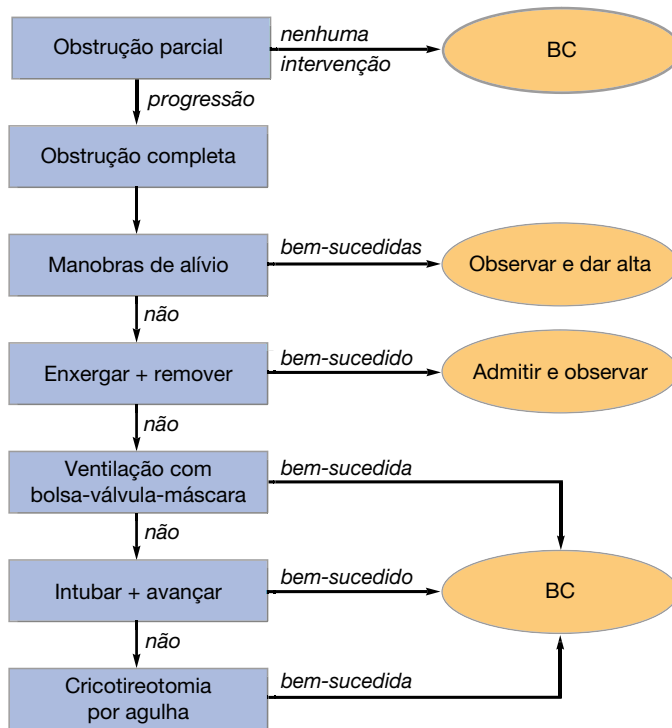 Obstrução parcial
nenhuma
intervenção
BC
progressão
Obstrução completa
Manobras de alívio
bem-sucedidas
Observar e dar alta
não
Enxergar + remover
bem-sucedido
Admitir e observar
não
Ventilação com
bolsa-válvula-máscara
bem-sucedida
não
Intubar + avançar
bem-sucedido
BC
não
Cricotireotomia
por agulha
bem-sucedida